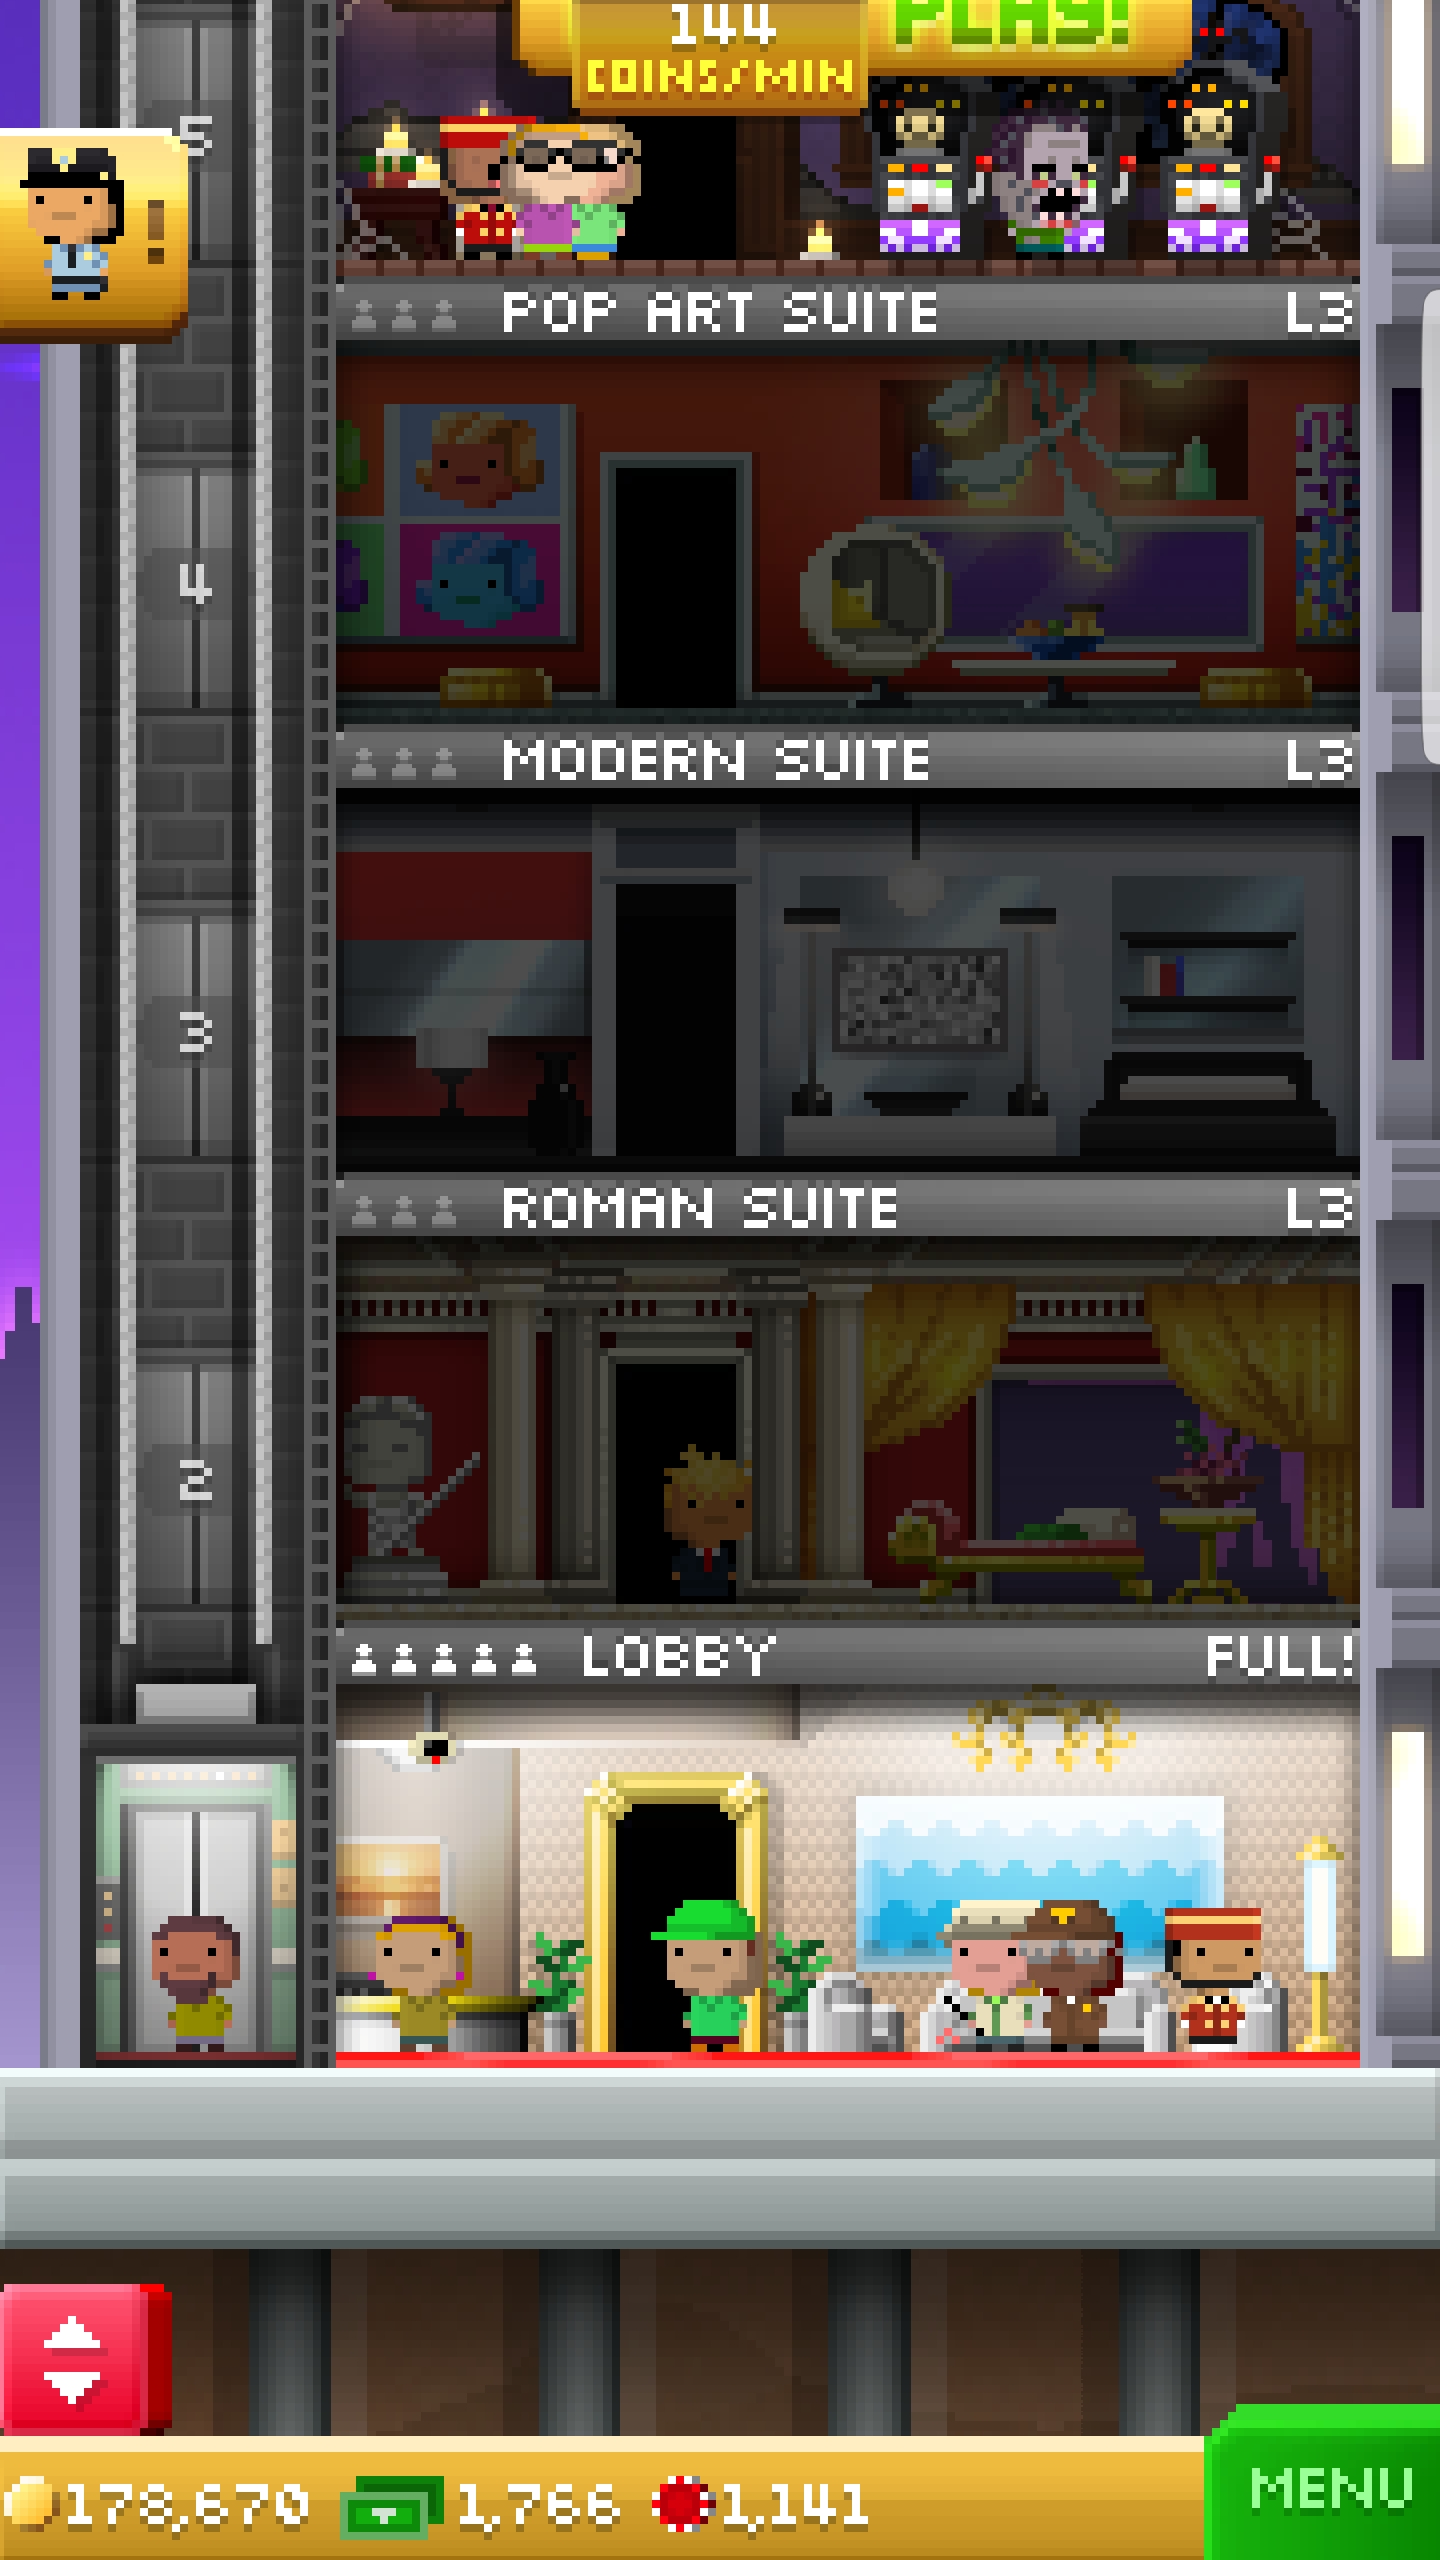 144
PLAY!
COINS/MIN
5
!
POP ART SUITE L3
4
MODERN SUITE L3
3
ROMAN SUITE L3
2
LOBBY FULL!
178,670 1,766 1,141
MENU